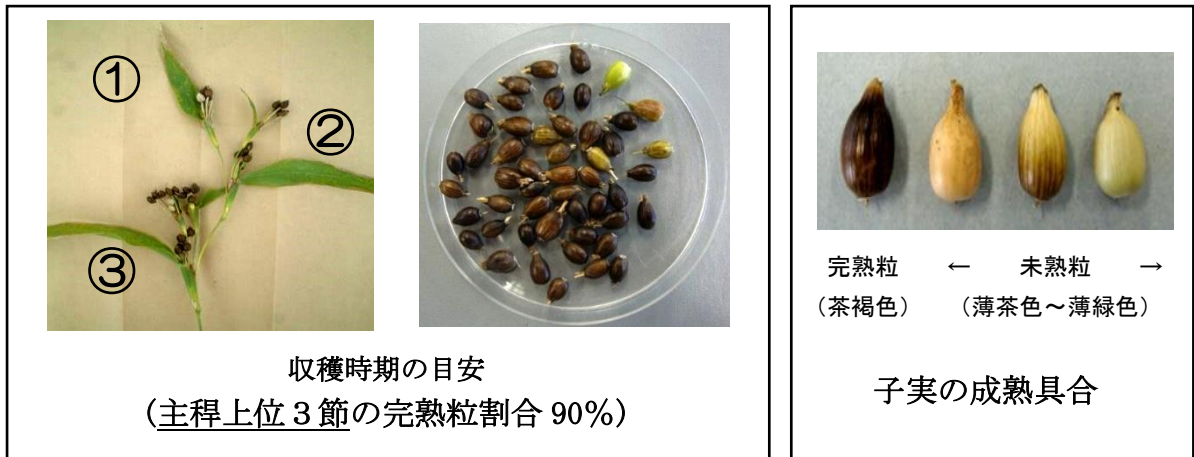 ①
②
③
収穫時期の目安
(主稈上位３節の完熟粒割合 90%)
完熟粒 ← 未熟粒 →
（茶褐色） （薄茶色～薄緑色）
子実の成熟具合